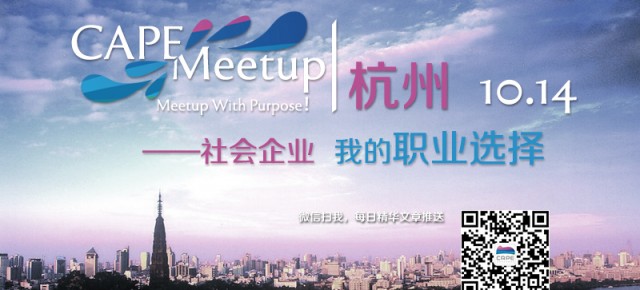 CAPE
Meetup
Meetup With Purpose!
杭州 10.14
——社会企业 我的职业选择
微信扫我，每日精华文章推送
CAPE